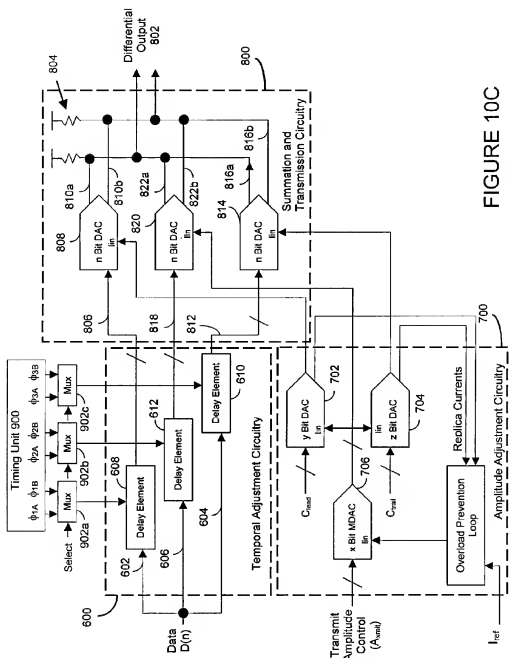 Timing Unit 900
ϕ1A ϕ1B ϕ2A ϕ2B ϕ3A ϕ3B
Select
Mux
Mux
Mux
902a
902b
902c
600
Data
D(n)
602
606
604
608
612
610
Delay Element
Delay Element
Delay Element
Temporal Adjustment Circuitry
806
818
812
804
Differential
Output
802
800
808
n Bit DAC
Iin
810a
810b
820
n Bit DAC
Iin
822a
822b
814
n Bit DAC
Iin
816a
816b
Summation and
Transmission Circuitry
Transmit
Amplitude
Control
(Axmit)
x Bit MDAC
Iin
706
Clead
y Bit DAC
Iin
702
Ctrail
z Bit DAC
Iin
704
Replica Currents
Overload Prevention
Loop
Iref
Amplitude Adjustment Circuitry
700
FIGURE 10C